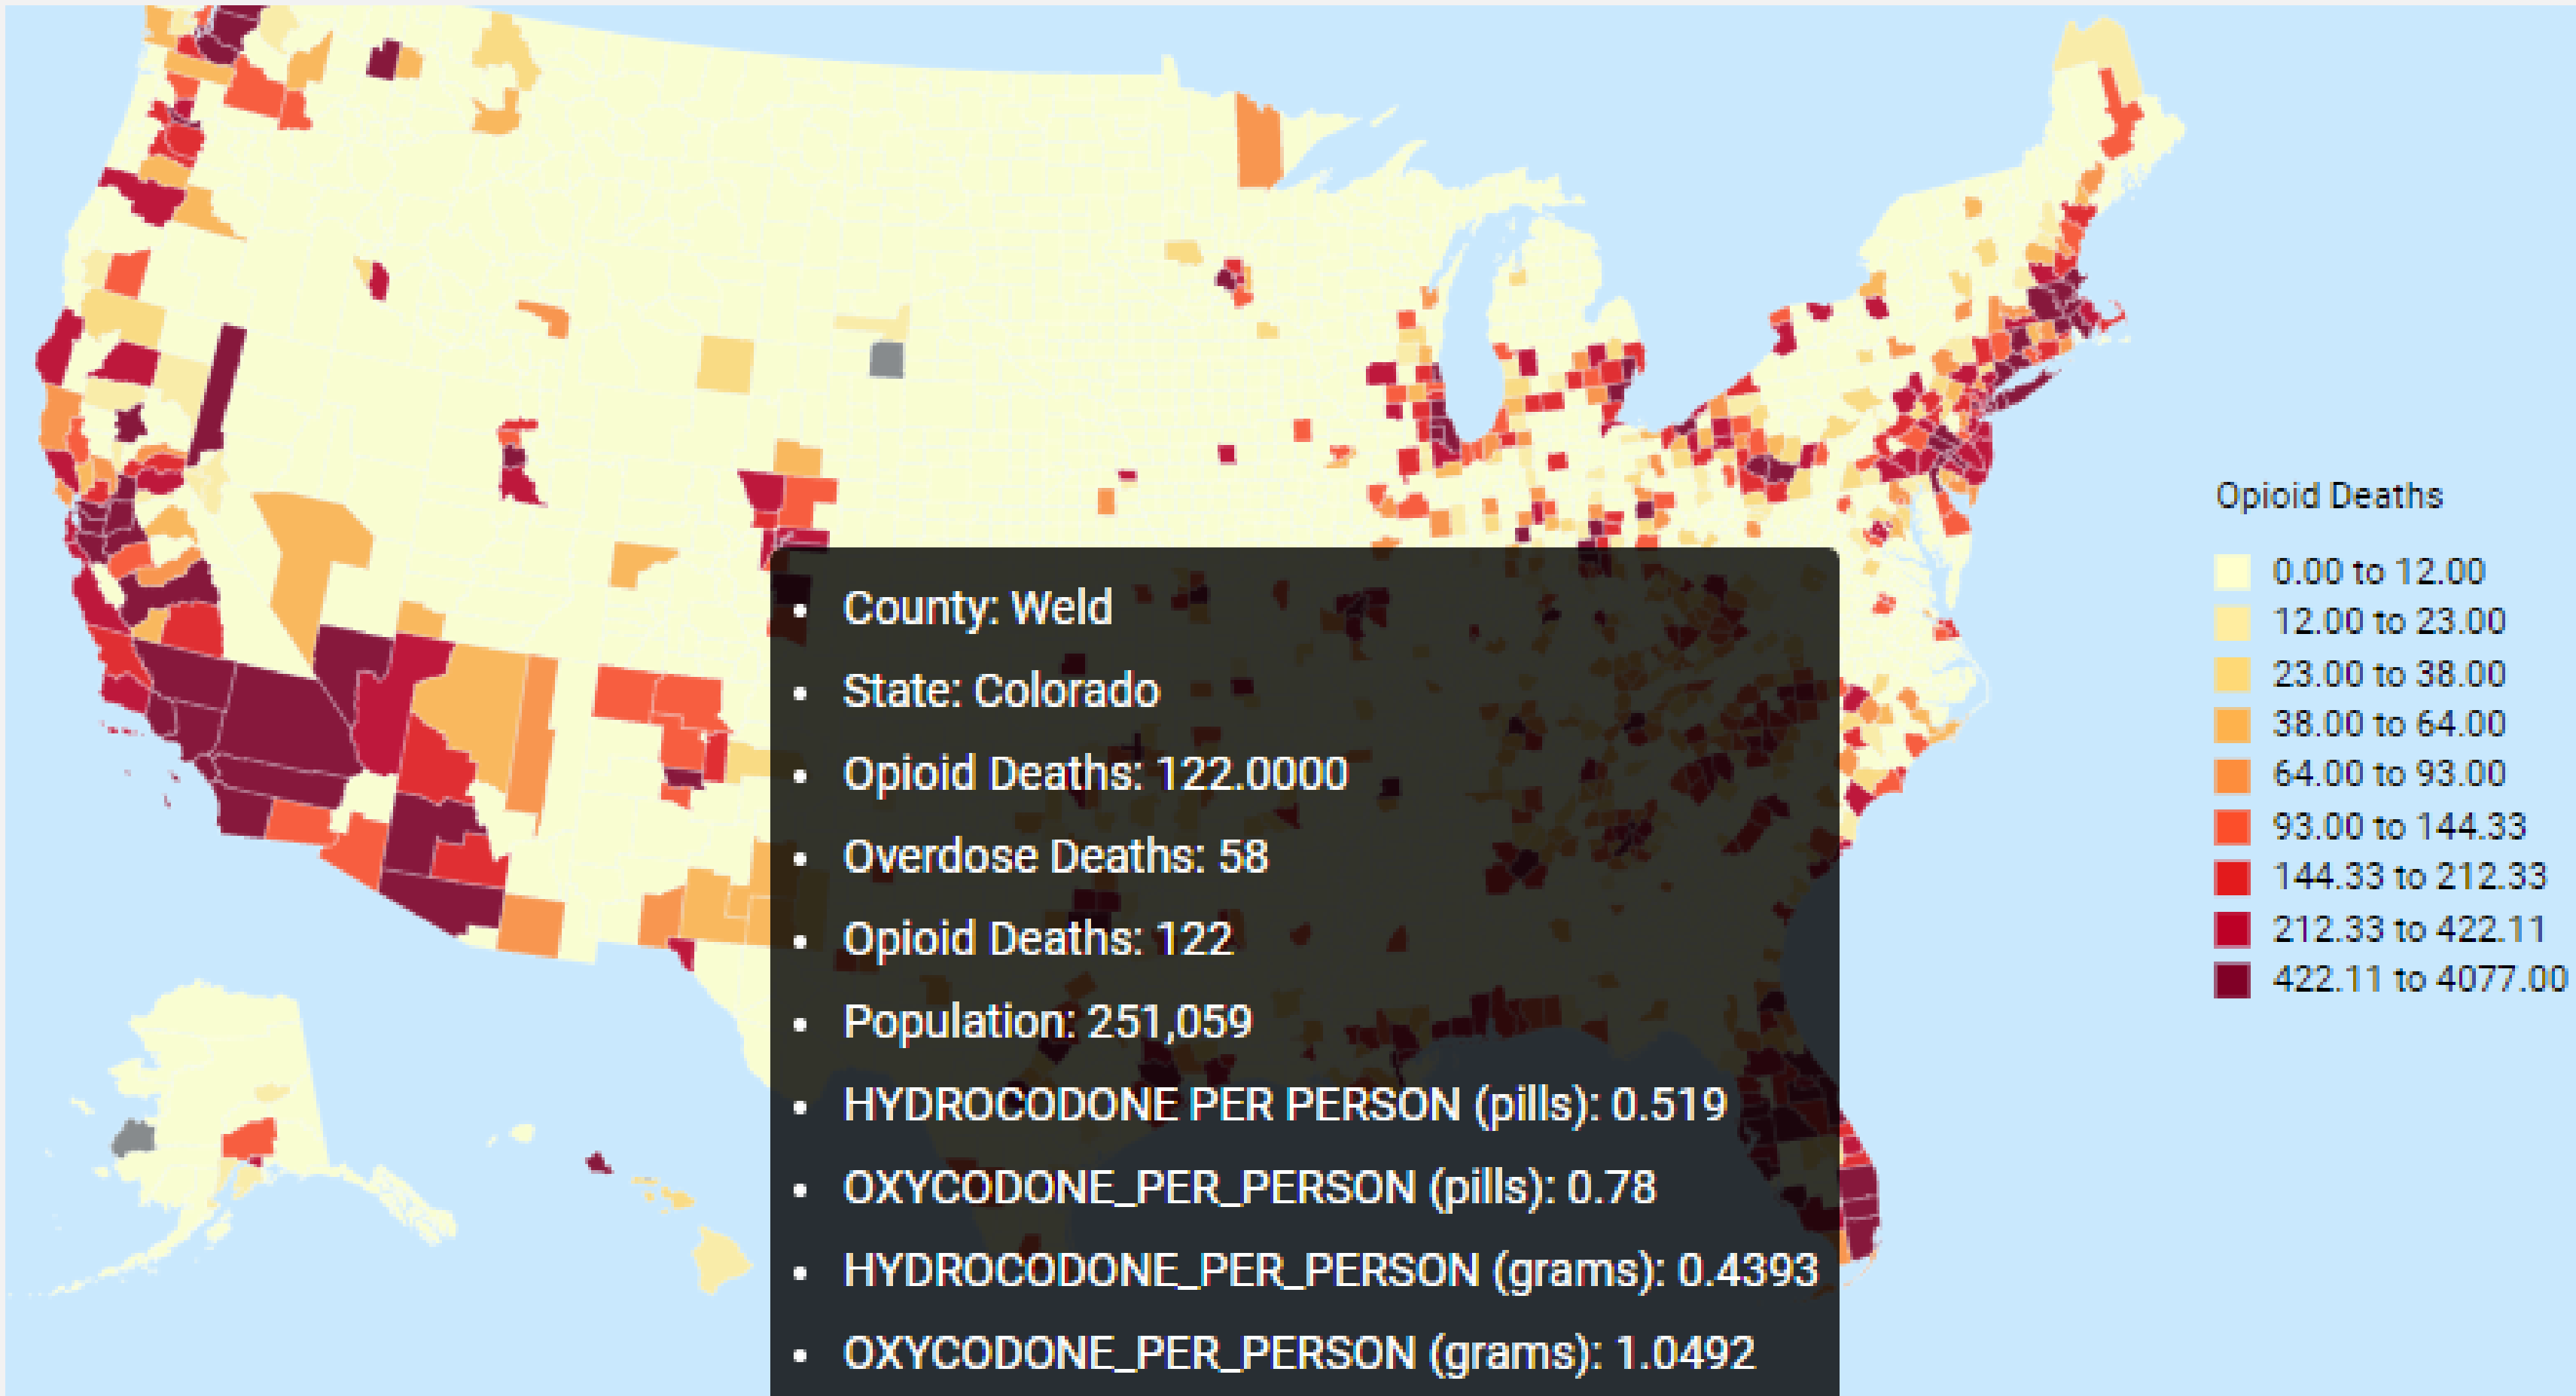 County: Weld
State: Colorado
Opioid Deaths: 122.0000
Overdose Deaths: 58
Opioid Deaths: 122
Population: 251,059
HYDROCODONE PER PERSON (pills): 0.519
OXYCODONE_PER_PERSON (pills): 0.78
HYDROCODONE_PER_PERSON (grams): 0.4393
OXYCODONE_PER_PERSON (grams): 1.0492
Opioid Deaths
0.00 to 12.00
12.00 to 23.00
23.00 to 38.00
38.00 to 64.00
64.00 to 93.00
93.00 to 144.33
144.33 to 212.33
212.33 to 422.11
422.11 to 4077.00